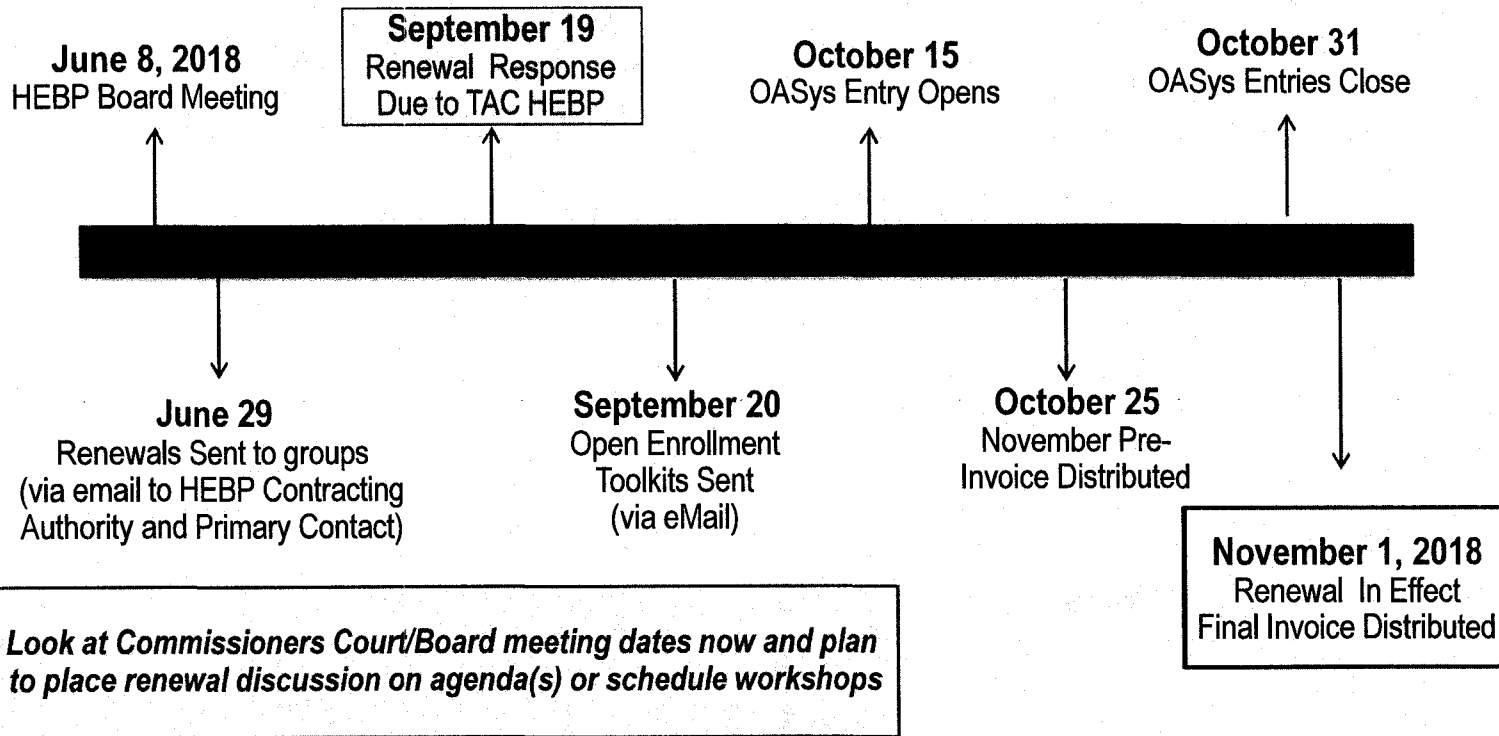 June 8, 2018
HEBP Board Meeting
September 19
Renewal Response
Due to TAC HEBP
October 15
OASys Entry Opens
October 31
OASys Entries Close
June 29
Renewals Sent to groups
(via email to HEBP Contracting
Authority and Primary Contact)
September 20
Open Enrollment
Toolkits Sent
(via eMail)
October 25
November Pre-
Invoice Distributed
November 1, 2018
Renewal In Effect
Final Invoice Distributed
Look at Commissioners Court/Board meeting dates now and plan
to place renewal discussion on agenda(s) or schedule workshops